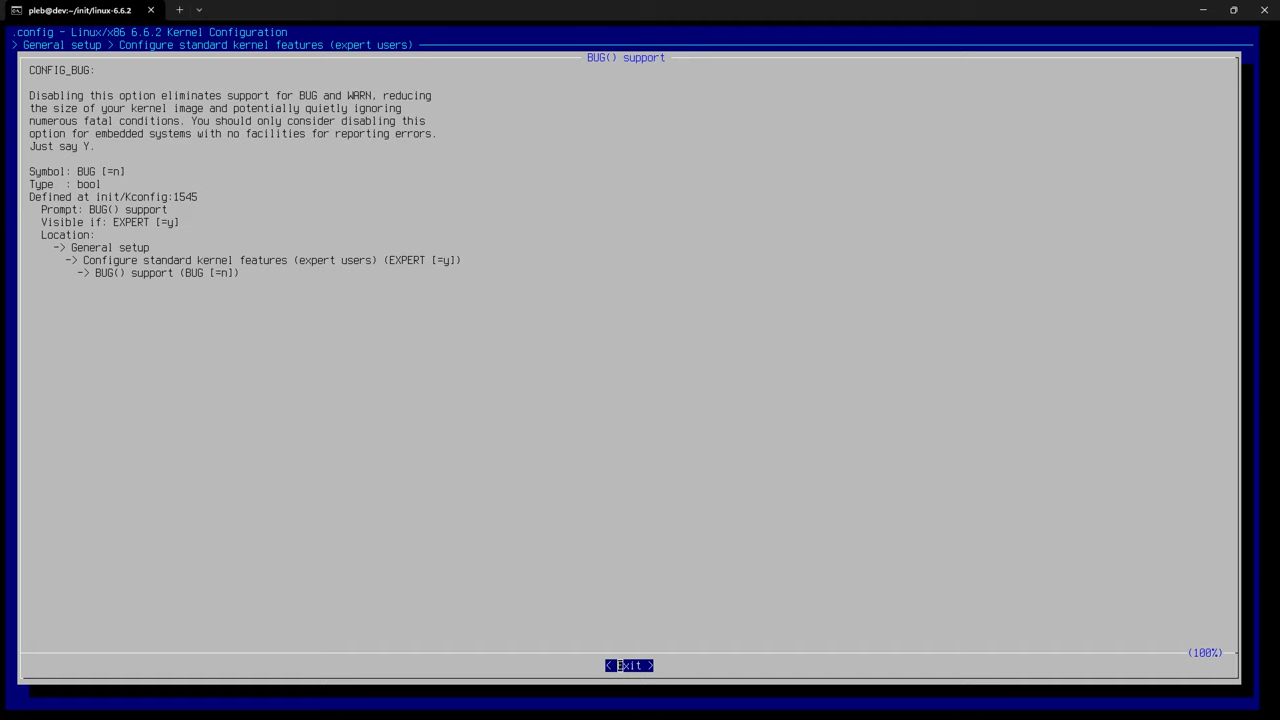 pleb@dev:~/init/linux-6.6.2
.config - Linux/x86 6.6.2 Kernel Configuration
> General setup > Configure standard kernel features (expert users)
BUG() support
CONFIG_BUG:
Disabling this option eliminates support for BUG and WARN, reducing
the size of your kernel image and potentially quietly ignoring
numerous fatal conditions. You should only consider disabling this
option for embedded systems with no facilities for reporting errors.
Just say Y.
Symbol: BUG [=n]
Type  : bool
Defined at init/Kconfig:1545
Prompt: BUG() support
Visible if: EXPERT [=y]
Location:
-> General setup
-> Configure standard kernel features (expert users) (EXPERT [=y])
-> BUG() support (BUG [=n])
(100%)
< Exit >